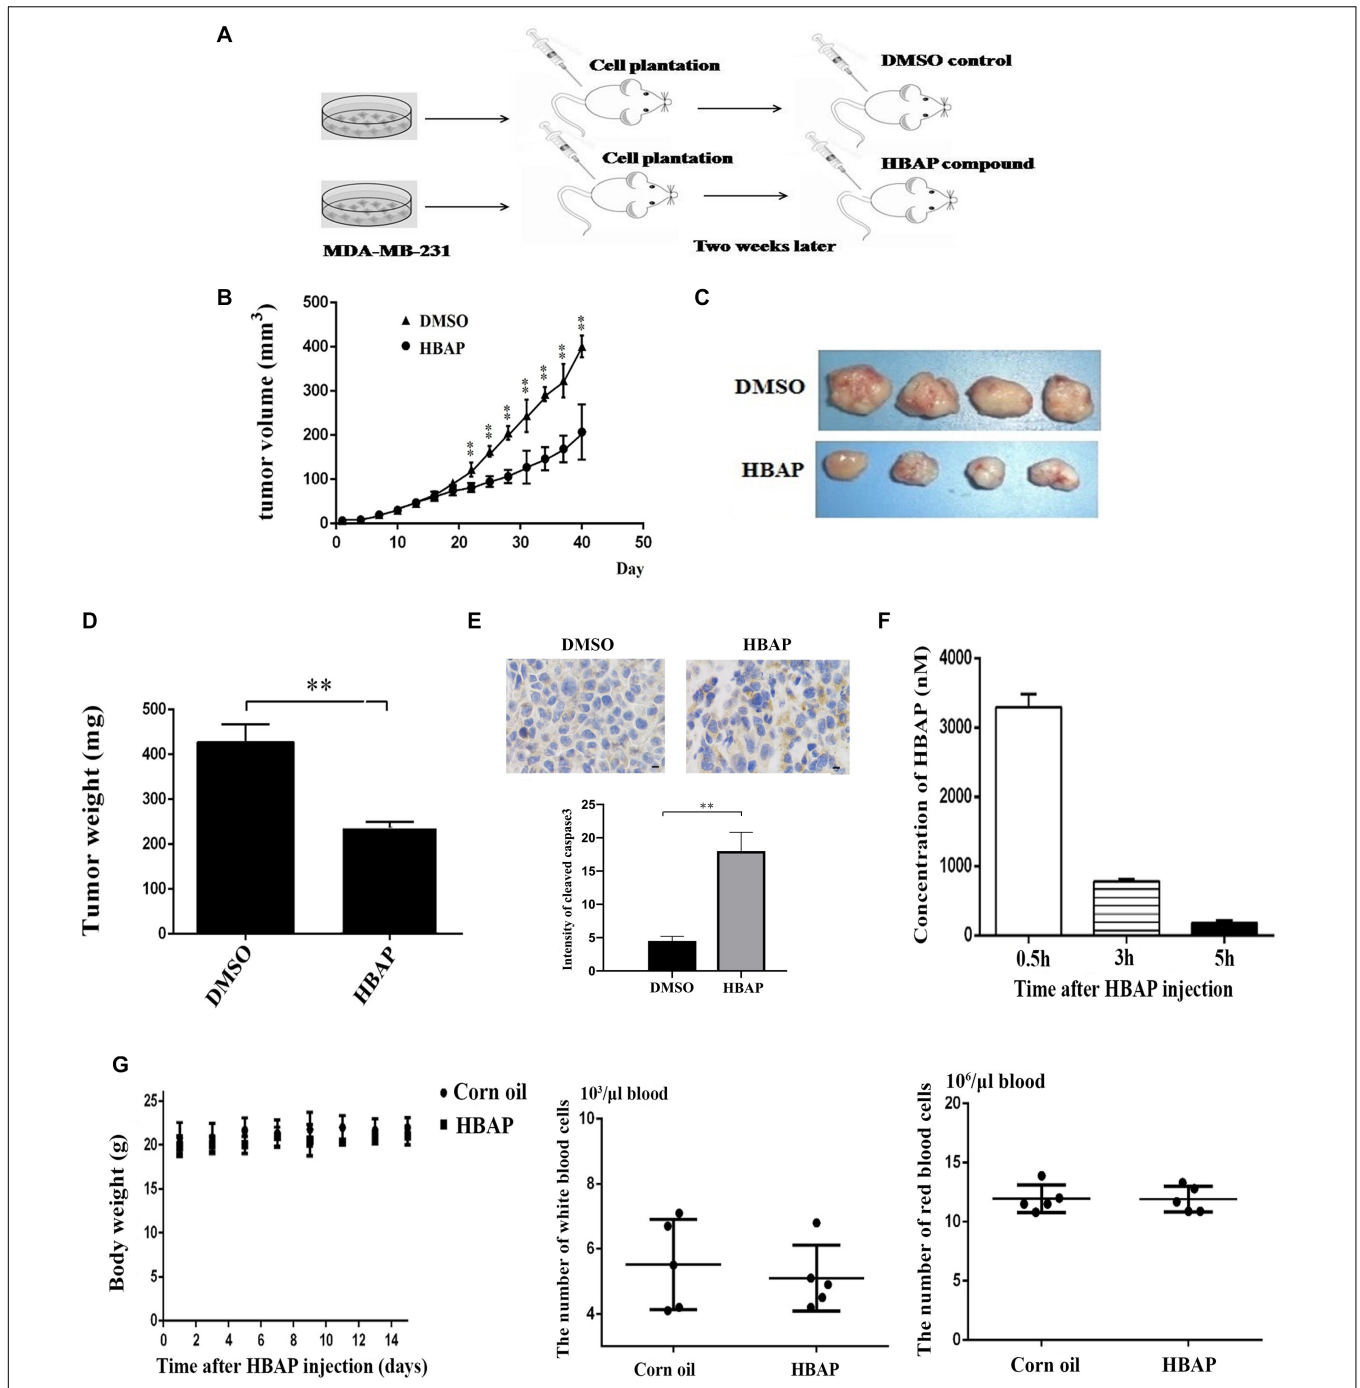 A
Cell plantation
DMSO control
Cell plantation
HBAP compound
MDA-MB-231
Two weeks later
B
tumor volume (mm³)
500
400
300
200
100
0
DMSO
HBAP
**
**
**
**
**
**
**
0 10 20 30 40 50
Day
C
DMSO
HBAP
D
Tumor weight (mg)
500
400
300
200
100
0
**
DMSO
HBAP
E
DMSO
HBAP
Intensity of cleaved caspase3
25
20
15
10
5
0
**
DMSO HBAP
F
Concentration of HBAP (nM)
4000
3000
2000
1000
0
0.5h 3h 5h
Time after HBAP injection
G
Body weight (g)
25
20
15
10
5
0
Corn oil
HBAP
0 2 4 6 8 10 12 14
Time after HBAP injection (days)
10³/µl blood
The number of white blood cells
10
8
6
4
Corn oil HBAP
10⁶/µl blood
The number of red blood cells
20
15
10
5
0
Corn oil HBAP